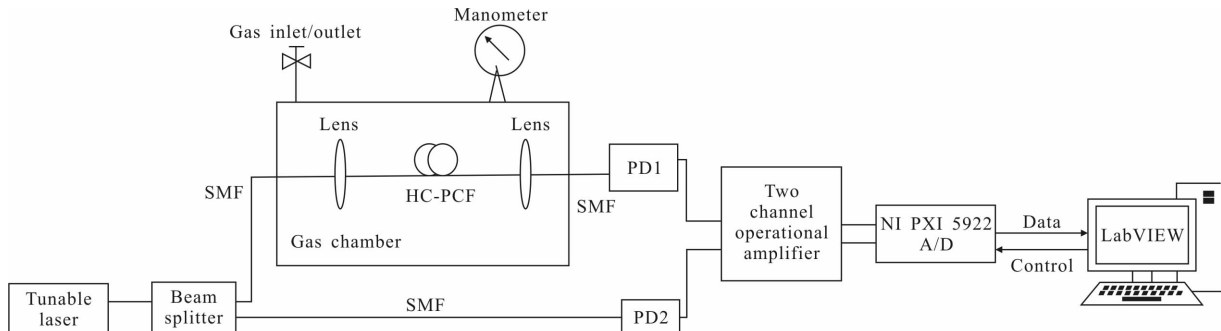 Manometer
Gas inlet/outlet
Lens
Lens
PD1
SMF
HC-PCF
SMF
Gas chamber
Two
channel
operational
amplifier
NI PXI 5922
A/D
Data
Control
LabVIEW
Tunable
laser
Beam
splitter
SMF
PD2